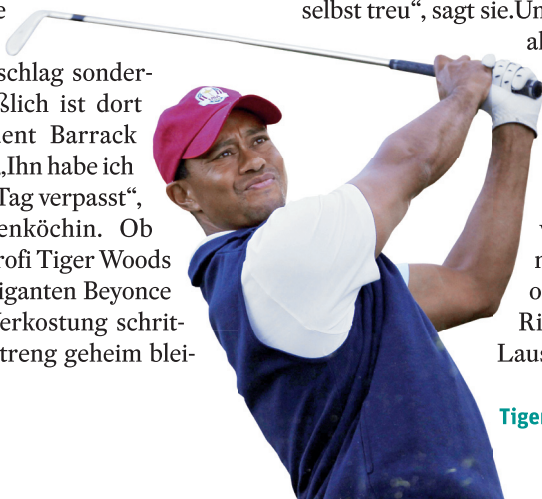 e
schlag sonder-
ßlich ist dort
ent Barrack
„Ihn habe ich
Tag verpasst“,
enköchin. Ob
rofi Tiger Woods
iganten Beyonce
Verkostung schrit-
treng geheim blei-
selbst treu“, sagt sie.Un
al
o
Ri
Laus
Tiger